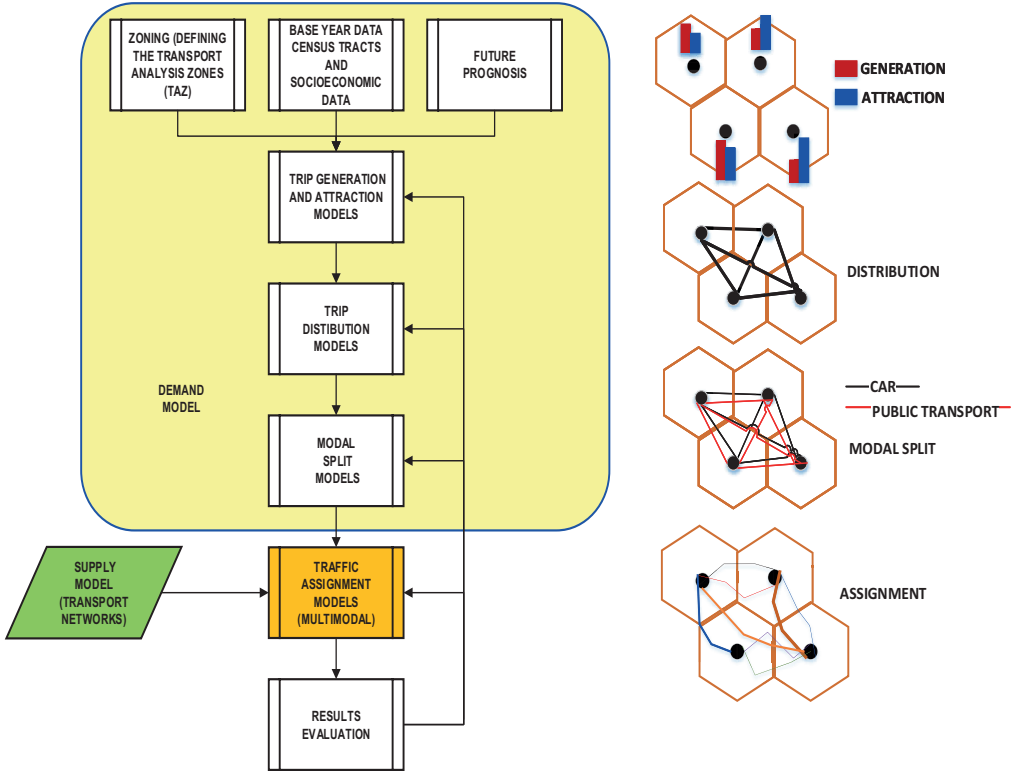 ZONING (DEFINING
THE TRANSPORT
ANALYSIS ZONES
(TAZ)
BASE YEAR DATA
CENSUS TRACTS
AND
SOCIOECONOMIC
DATA
FUTURE
PROGNOSIS
TRIP GENERATION
AND ATTRACTION
MODELS
TRIP
DISTIBUTION
MODELS
DEMAND
MODEL
MODAL
SPLIT
MODELS
SUPPLY
MODEL
(TRANSPORT
NETWORKS)
TRAFFIC
ASSIGNMENT
MODELS
(MULTIMODAL)
RESULTS
EVALUATION
GENERATION
ATTRACTION
DISTRIBUTION
CAR
PUBLIC TRANSPORT
MODAL SPLIT
ASSIGNMENT